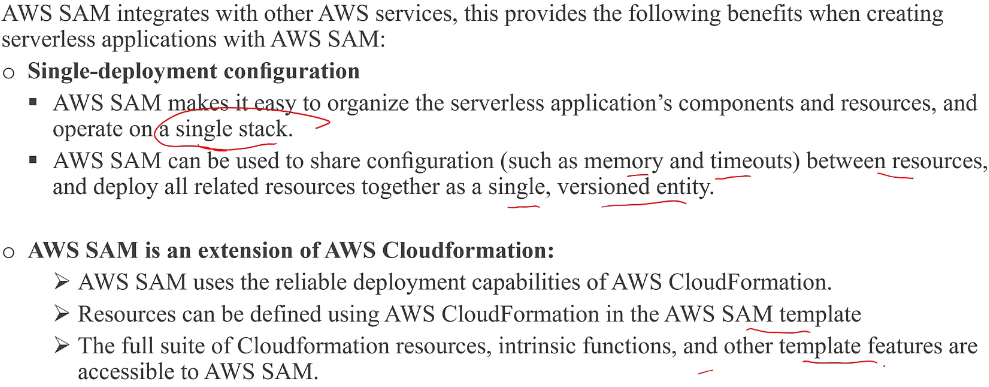 AWS SAM integrates with other AWS services, this provides the following benefits when creating
serverless applications with AWS SAM:
o Single-deployment configuration
▪ AWS SAM makes it easy to organize the serverless application's components and resources, and
operate on a single stack.
▪ AWS SAM can be used to share configuration (such as memory and timeouts) between resources,
and deploy all related resources together as a single, versioned entity.
o AWS SAM is an extension of AWS Cloudformation:
➢ AWS SAM uses the reliable deployment capabilities of AWS CloudFormation.
➢ Resources can be defined using AWS CloudFormation in the AWS SAM template
➢ The full suite of Cloudformation resources, intrinsic functions, and other template features are
accessible to AWS SAM.